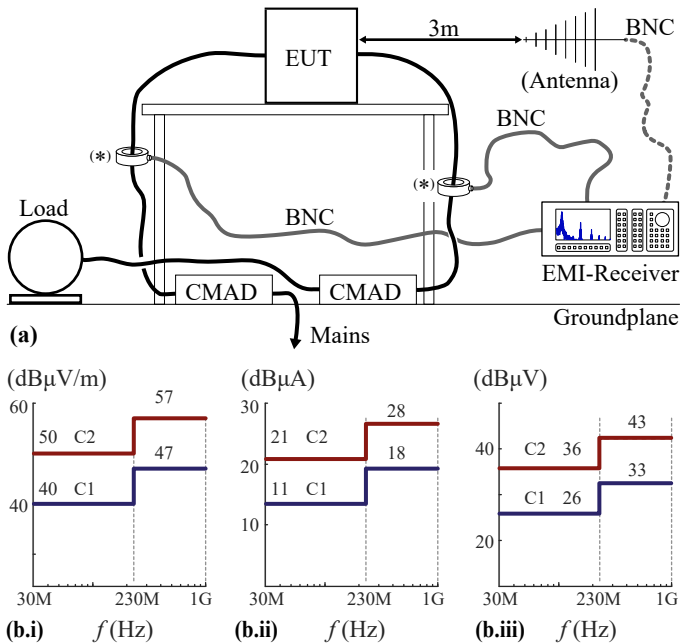 3m
BNC
EUT
(Antenna)
BNC
(*)
(*)
Load
BNC
EMI-Receiver
CMAD
CMAD
(a)
Mains
Groundplane
(dBμV/m)
60
57
50 C2
47
40 C1
40
30M 230M 1G
(b.i) f (Hz)
(dBμA)
30
28
21 C2
20
18
11 C1
10
30M 230M 1G
(b.ii) f (Hz)
(dBμV)
43
40
C2 36
33
C1 26
20
30M 230M 1G
(b.iii) f (Hz)